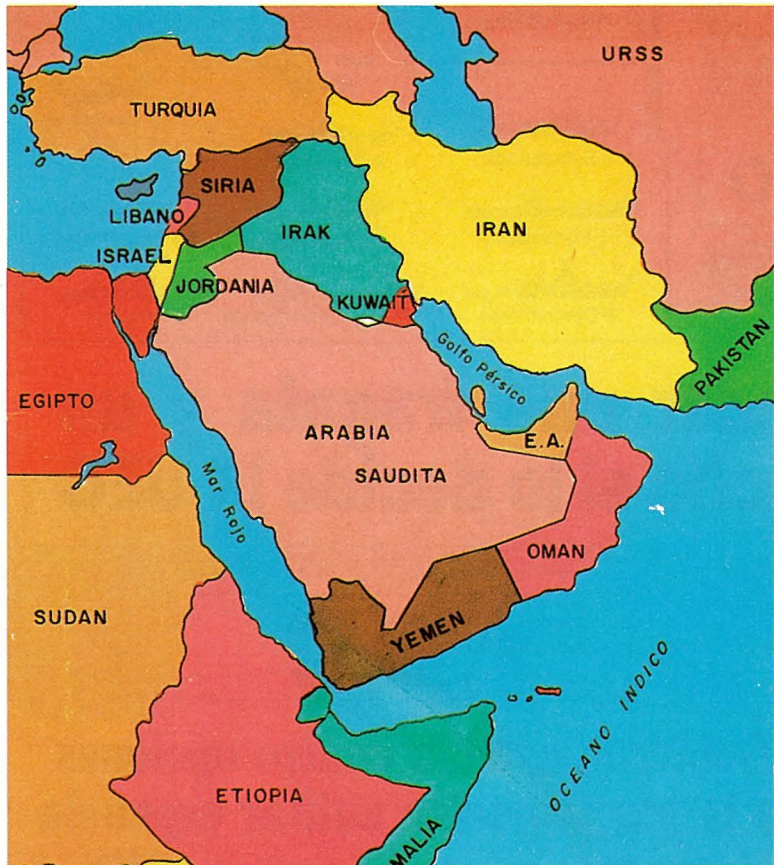 URSS
TURQUIA
SIRIA
LIBANO
IRAK
IRAN
ISRAEL
JORDANIA
KUWAIT
Golfo Pérsico
PAKISTAN
EGIPTO
ARABIA
SAUDITA
E.A.
Mar Rojo
OMAN
SUDAN
YEMEN
OCEANO INDICO
ETIOPIA
MALIA